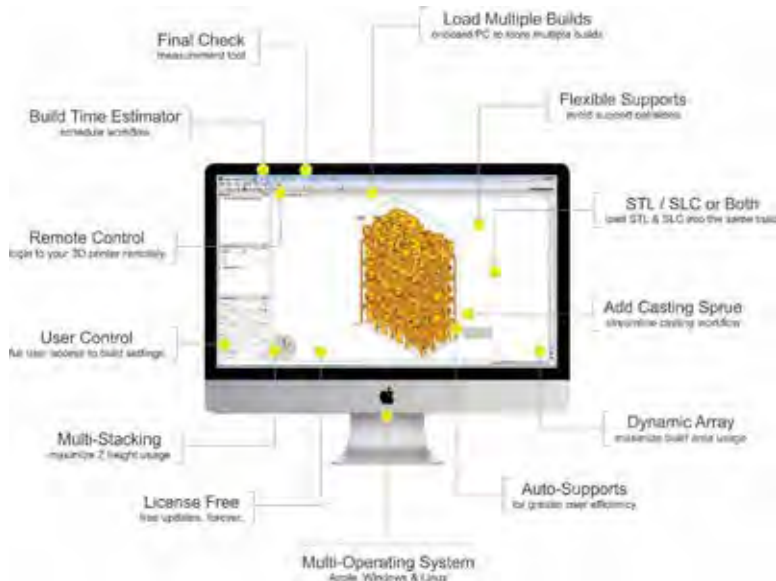 Load Multiple Builds
onboard PC to store multiple builds
Final Check
measurement tool
Flexible Supports
avoid support collisions
Build Time Estimator
schedule workflow
STL / SLC or Both
load STL & SLC into the same build
Remote Control
login to your 3D printer remotely
Add Casting Sprue
streamline casting workflow
User Control
full user access to build settings
Dynamic Array
maximize build area usage
Multi-Stacking
maximize Z height usage
Auto-Supports
for greater user efficiency
License Free
free updates, forever.
Multi-Operating System
Apple, Windows & Linux